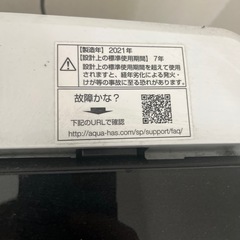 【製造年】2021年
【設計上の標準使用期間】7年
設計上の標準使用期間を超えて使用
されますと、経年劣化による発火・
けが等の事故に至る恐れがあります。
故障かな？
下記のURLで確認
http://aqua-has.com/sp/support/faq/